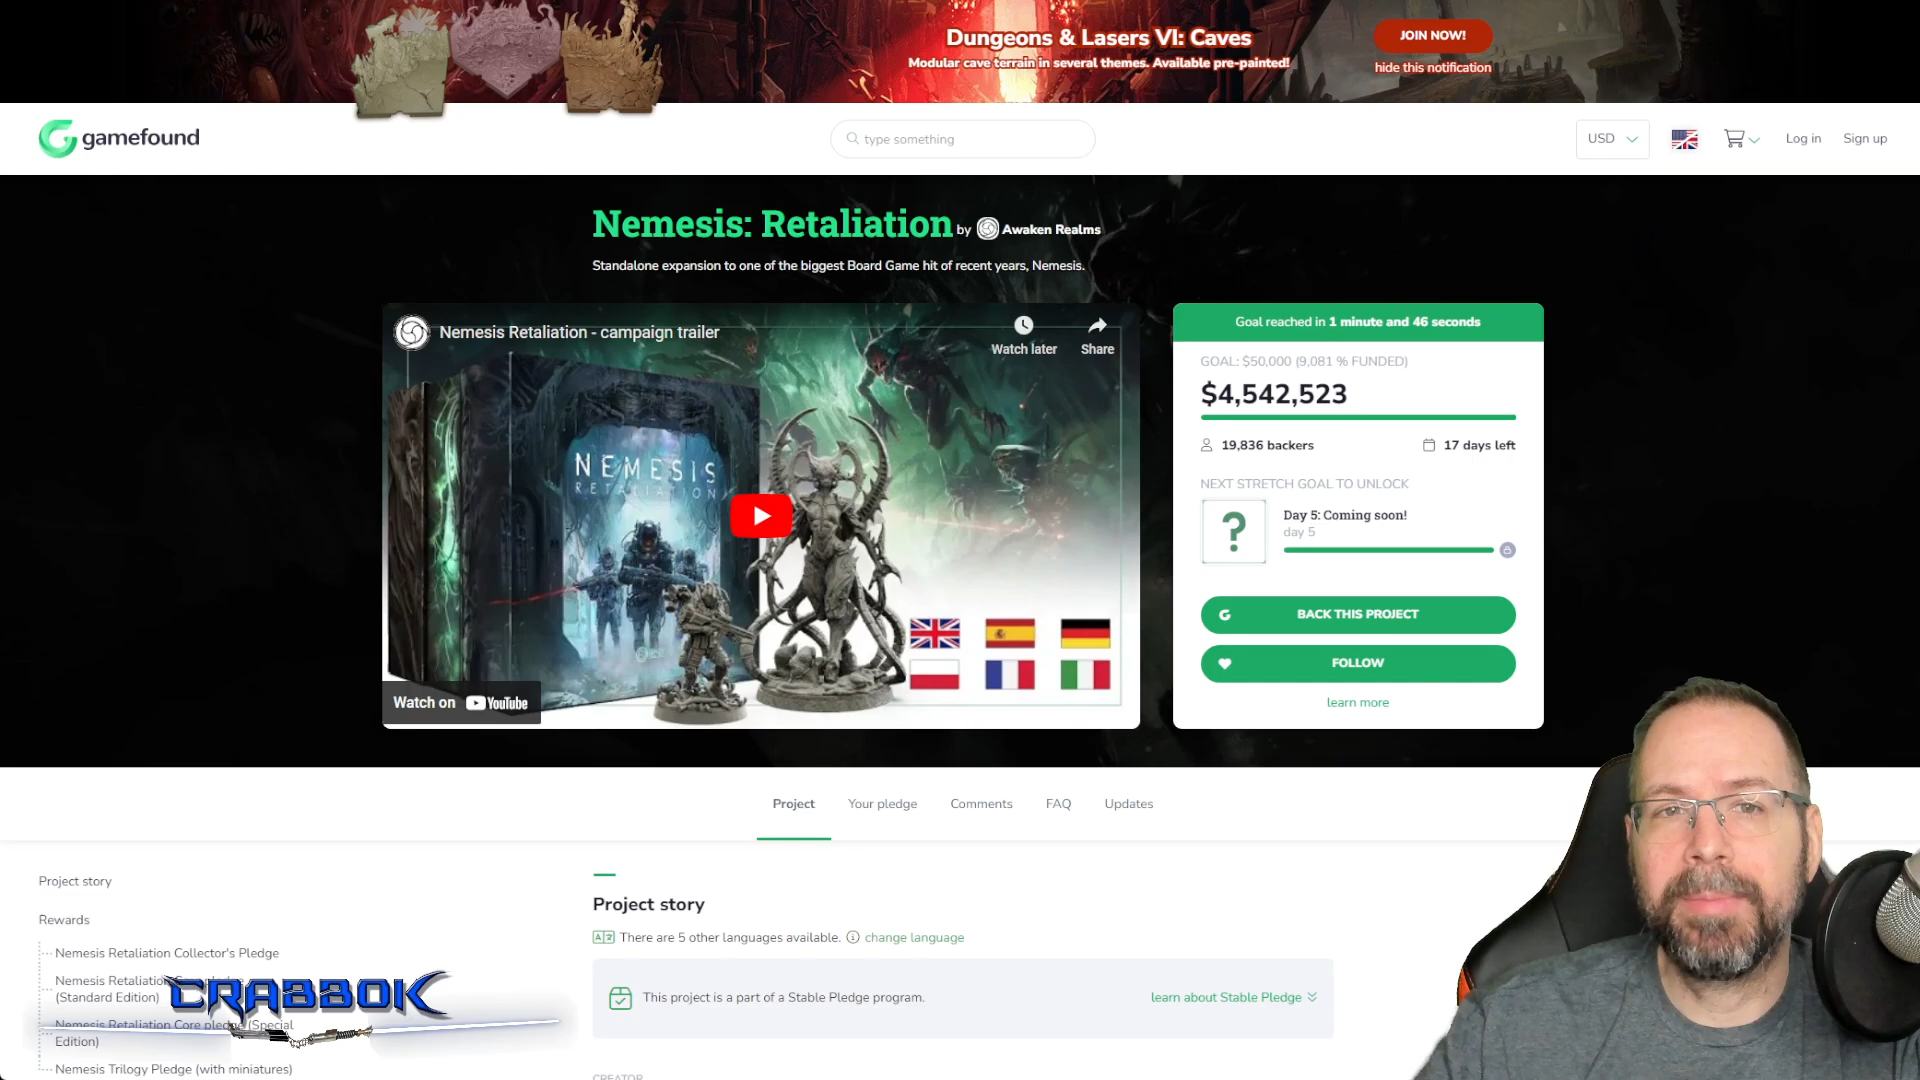 Dungeons & Lasers VI: Caves
Modular cave terrain in several themes. Available pre-painted!
JOIN NOW!
hide this notification
gamefound
type something
USD
Log in
Sign up
Nemesis: Retaliation by Awaken Realms
Standalone expansion to one of the biggest Board Game hit of recent years, Nemesis.
Nemesis Retaliation - campaign trailer
Watch later
Share
NEMESIS
RETALIATION
Watch on YouTube
Goal reached in 1 minute and 46 seconds
GOAL: $50,000 (9,081 % FUNDED)
$4,542,523
19,836 backers
17 days left
NEXT STRETCH GOAL TO UNLOCK
?
Day 5: Coming soon!
day 5
BACK THIS PROJECT
FOLLOW
learn more
Project
Your pledge
Comments
FAQ
Updates
Project story
Rewards
Nemesis Retaliation Collector's Pledge
Nemesis Retaliation
(Standard Edition)
Nemesis Retaliation Core pledge (Special
Edition)
Nemesis Trilogy Pledge (with miniatures)
CRABBOK
Project story
There are 5 other languages available. change language
This project is a part of a Stable Pledge program.
learn about Stable Pledge
CREATOR